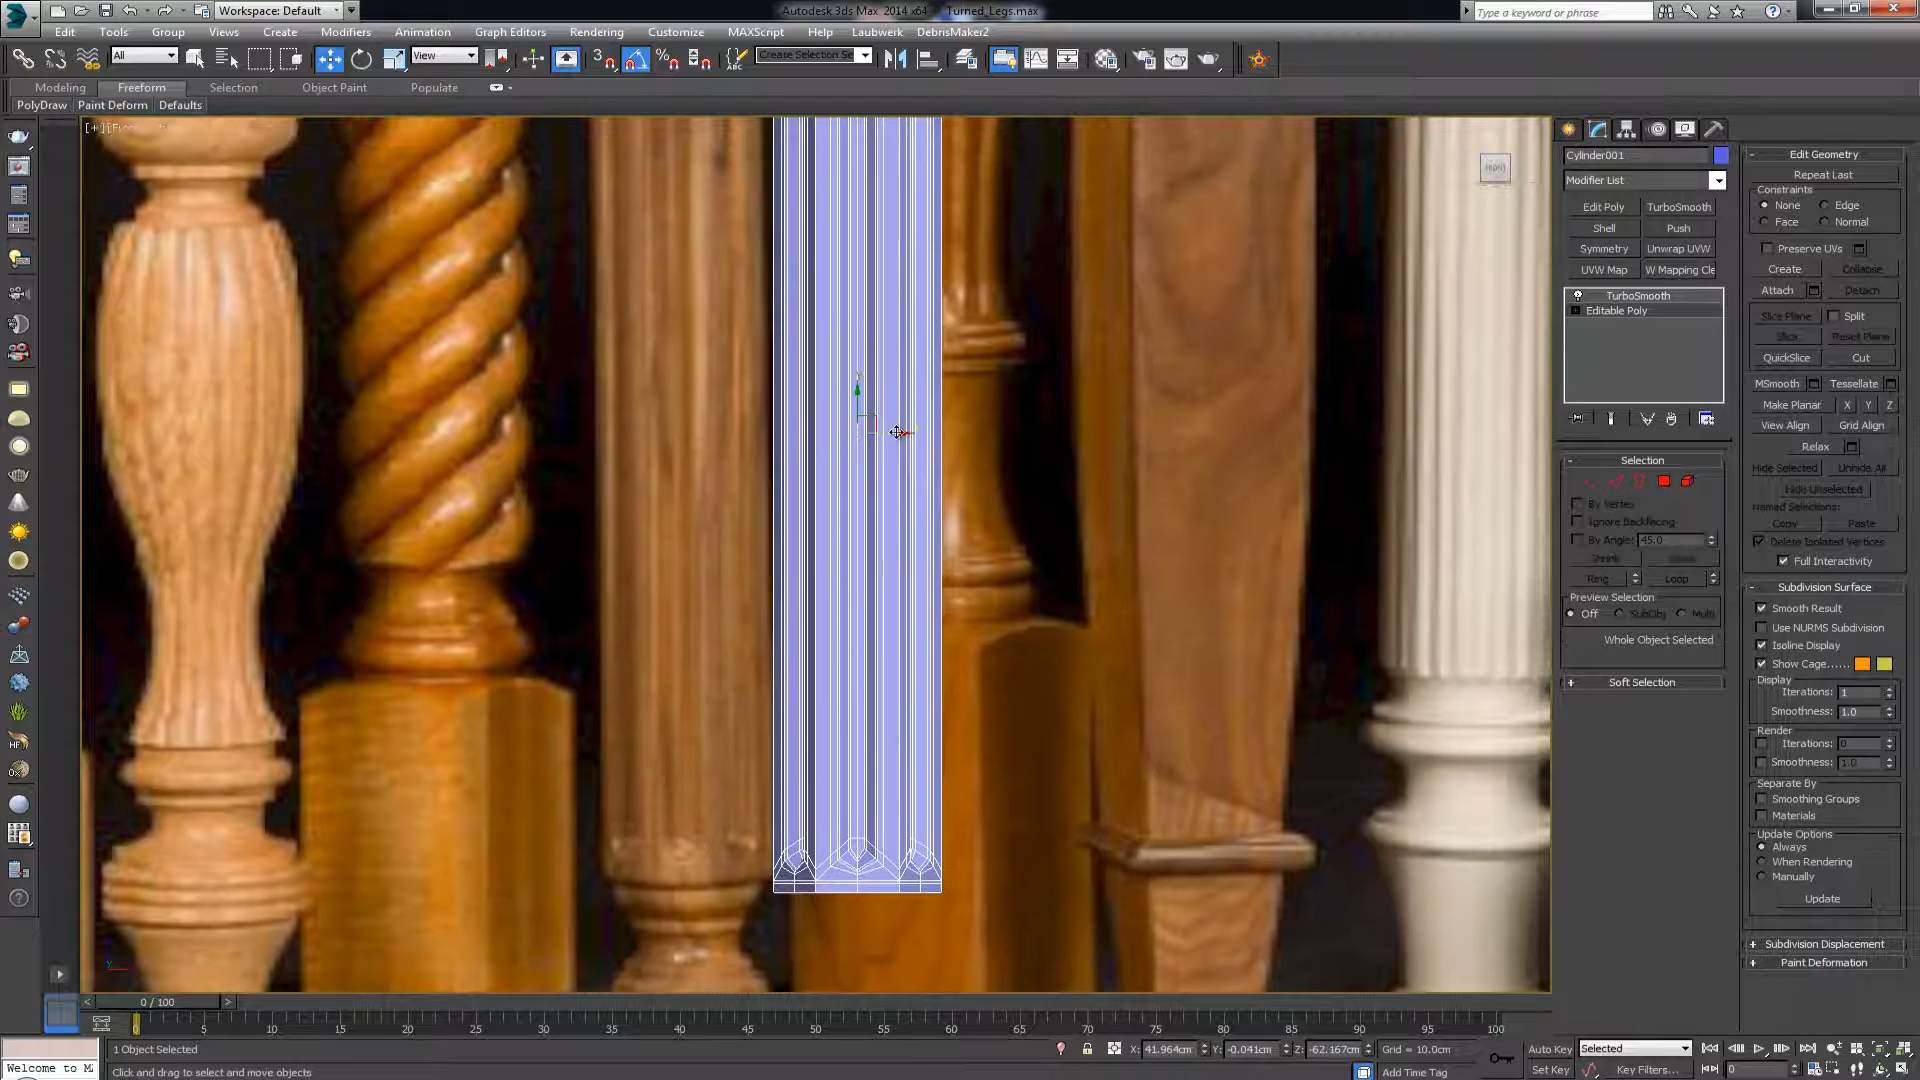 Workspace: Default
Autodesk 3ds Max 2014 x64    Turned_Legs.max
Type a keyword or phrase
Edit Tools Group Views Create Modifiers Animation Graph Editors Rendering Customize MAXScript Help Laubwerk DebrisMaker2
All View Create Selection Se
Modeling Freeform Selection Object Paint Populate
PolyDraw Paint Deform Defaults
FRONT
Cylinder001
Modifier List
Edit Poly TurboSmooth
Shell Push
Symmetry Unwrap UVW
UVW Map W Mapping Cle
TurboSmooth
Editable Poly
Selection
By Vertex
Ignore Backfacing
By Angle: 45.0
Shrink
Ring Loop
Preview Selection
Off SubObj Multi
Whole Object Selected
Soft Selection
Edit Geometry
Repeat Last
Constraints
None Edge
Face Normal
Preserve UVs
Create Collapse
Attach Detach
Slice Plane Split
Slice Reset Plane
QuickSlice Cut
MSmooth Tessellate
Make Planar X Y Z
View Align Grid Align
Relax
Hide Selected Unhide All
Hide Unselected
Named Selections:
Copy Paste
Delete Isolated Vertices
Full Interactivity
Subdivision Surface
Smooth Result
Use NURMS Subdivision
Isoline Display
Show Cage......
Display
Iterations: 1
Smoothness: 1.0
Render
Iterations: 0
Smoothness: 1.0
Separate By
Smoothing Groups
Materials
Update Options
Always
When Rendering
Manually
Update
Subdivision Displacement
Paint Deformation
0 / 100
0 5 10 15 20 25 30 35 40 45 50 55 60 65 70 75 80 85 90 95 100
1 Object Selected
X: 41.964cm Y: -0.041cm Z: -62.167cm Grid = 10.0cm Auto Key Selected
Welcome to M
Click and drag to select and move objects
Add Time Tag Set Key Key Filters... 0